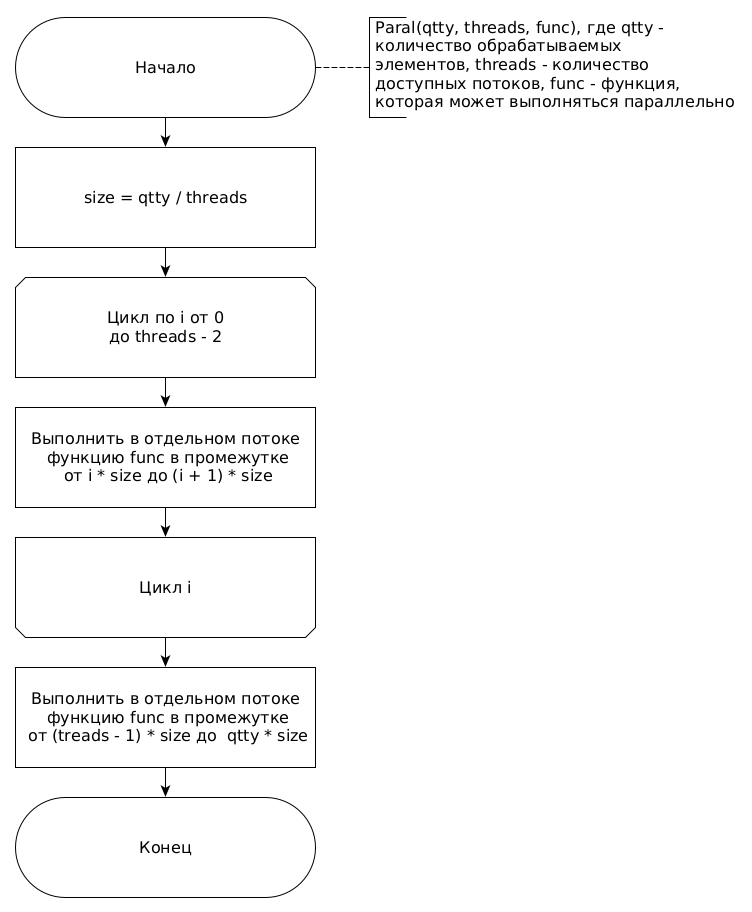 Начало
Paral(qtty, threads, func), где qtty -
количество обрабатываемых
элементов, threads - количество
доступных потоков, func - функция,
которая может выполняться параллельно
size = qtty / threads
Цикл по i от 0
до threads - 2
Выполнить в отдельном потоке
функцию func в промежутке
от i * size до (i + 1) * size
Цикл i
Выполнить в отдельном потоке
функцию func в промежутке
от (treads - 1) * size до  qtty * size
Конец